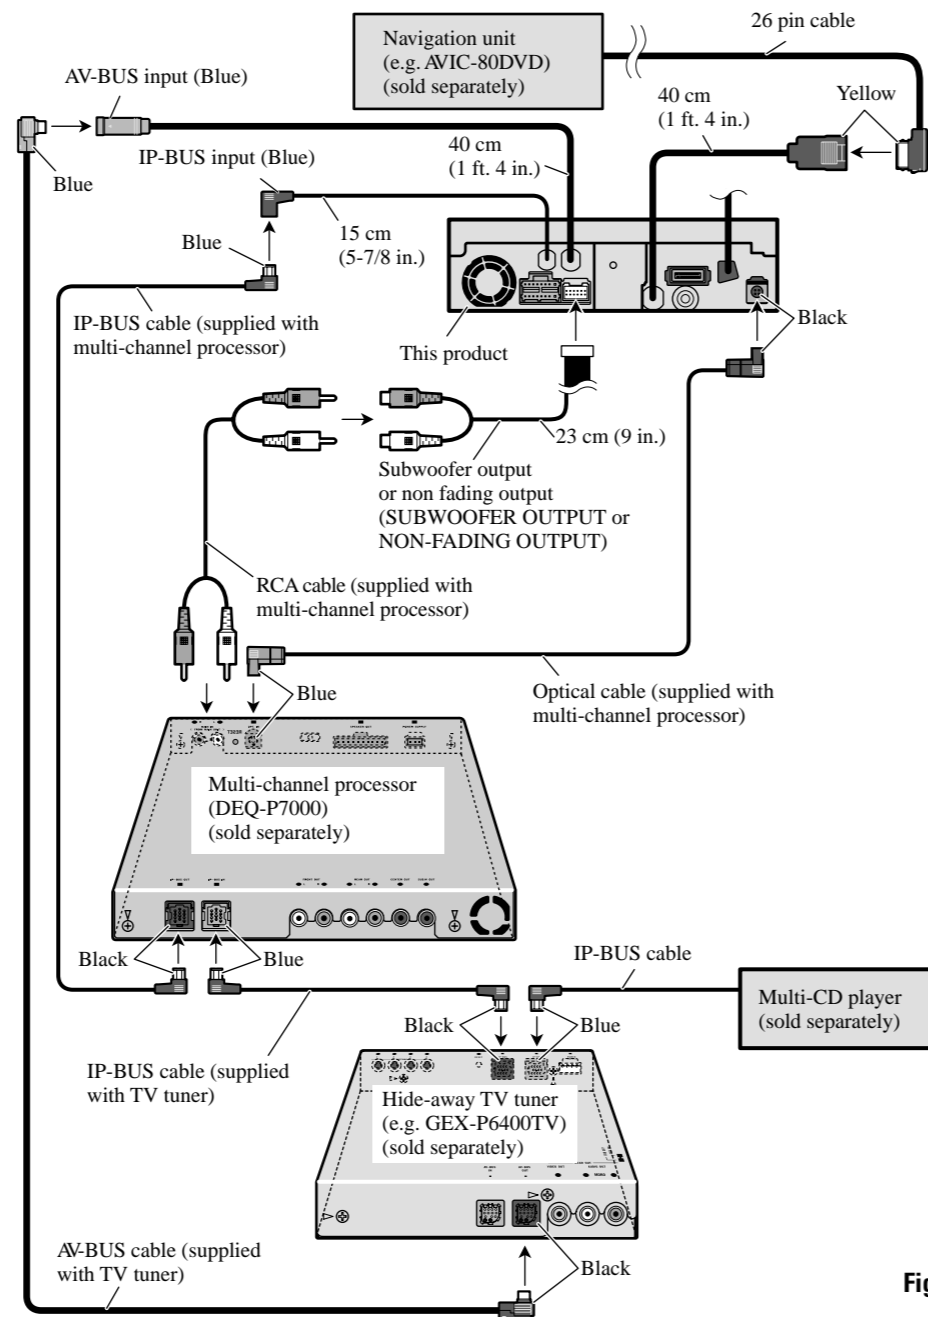 26 pin cable
Navigation unit
(e.g. AVIC-80DVD)
(sold separately)
AV-BUS input (Blue)
40 cm
(1 ft. 4 in.)
Yellow
Blue
IP-BUS input (Blue)
40 cm
(1 ft. 4 in.)
15 cm
(5-7/8 in.)
Blue
IP-BUS cable (supplied with
multi-channel processor)
This product
Black
23 cm (9 in.)
Subwoofer output
or non fading output
(SUBWOOFER OUTPUT or
NON-FADING OUTPUT)
RCA cable (supplied with
multi-channel processor)
Blue
Optical cable (supplied with
multi-channel processor)
Multi-channel processor
(DEQ-P7000)
(sold separately)
Black
Blue
IP-BUS cable
Multi-CD player
(sold separately)
Black
Blue
IP-BUS cable (supplied
with TV tuner)
Hide-away TV tuner
(e.g. GEX-P6400TV)
(sold separately)
AV-BUS cable (supplied
with TV tuner)
Black
Fig